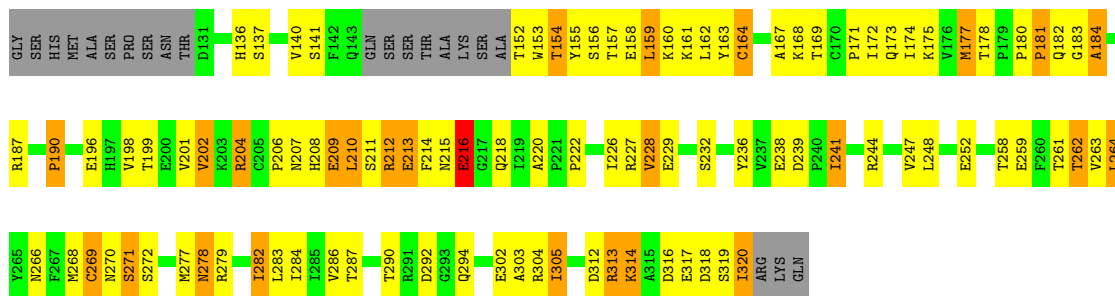 GLY SER HIS MET ALA SER PRO SER ASN THR D131 H136 S137 V140 S141 F142 Q143 GLN SER SER THR ALA LYS SER ALA T152 W153 T154 Y155 S156 T157 E158 L159 K160 K161 L162 Y163 C164 A167 K168 T169 C170 P171 I172 Q173 I174 K175 V176 M177 T178 P179 P180 P181 Q182 G183 A184
R187 P190 E196 H197 V198 T199 E200 V201 V202 K203 R204 C205 P206 N207 H208 E209 L210 S211 R212 E213 F214 N215 E216 G217 Q218 I219 A220 P221 P222 I226 R227 V228 E229 S232 Y236 V237 E238 D239 P240 I241 R244 V247 L248 E252 T258 E259 F260 T261 T262 V263 L264
Y265 N266 F267 M268 C269 N270 S271 S272 M277 N278 R279 I282 L283 I284 I285 V286 T287 T290 R291 D292 G293 Q294 E302 A303 R304 I305 D312 R313 K314 A315 D316 E317 D318 S319 I320 ARG LYS GLN